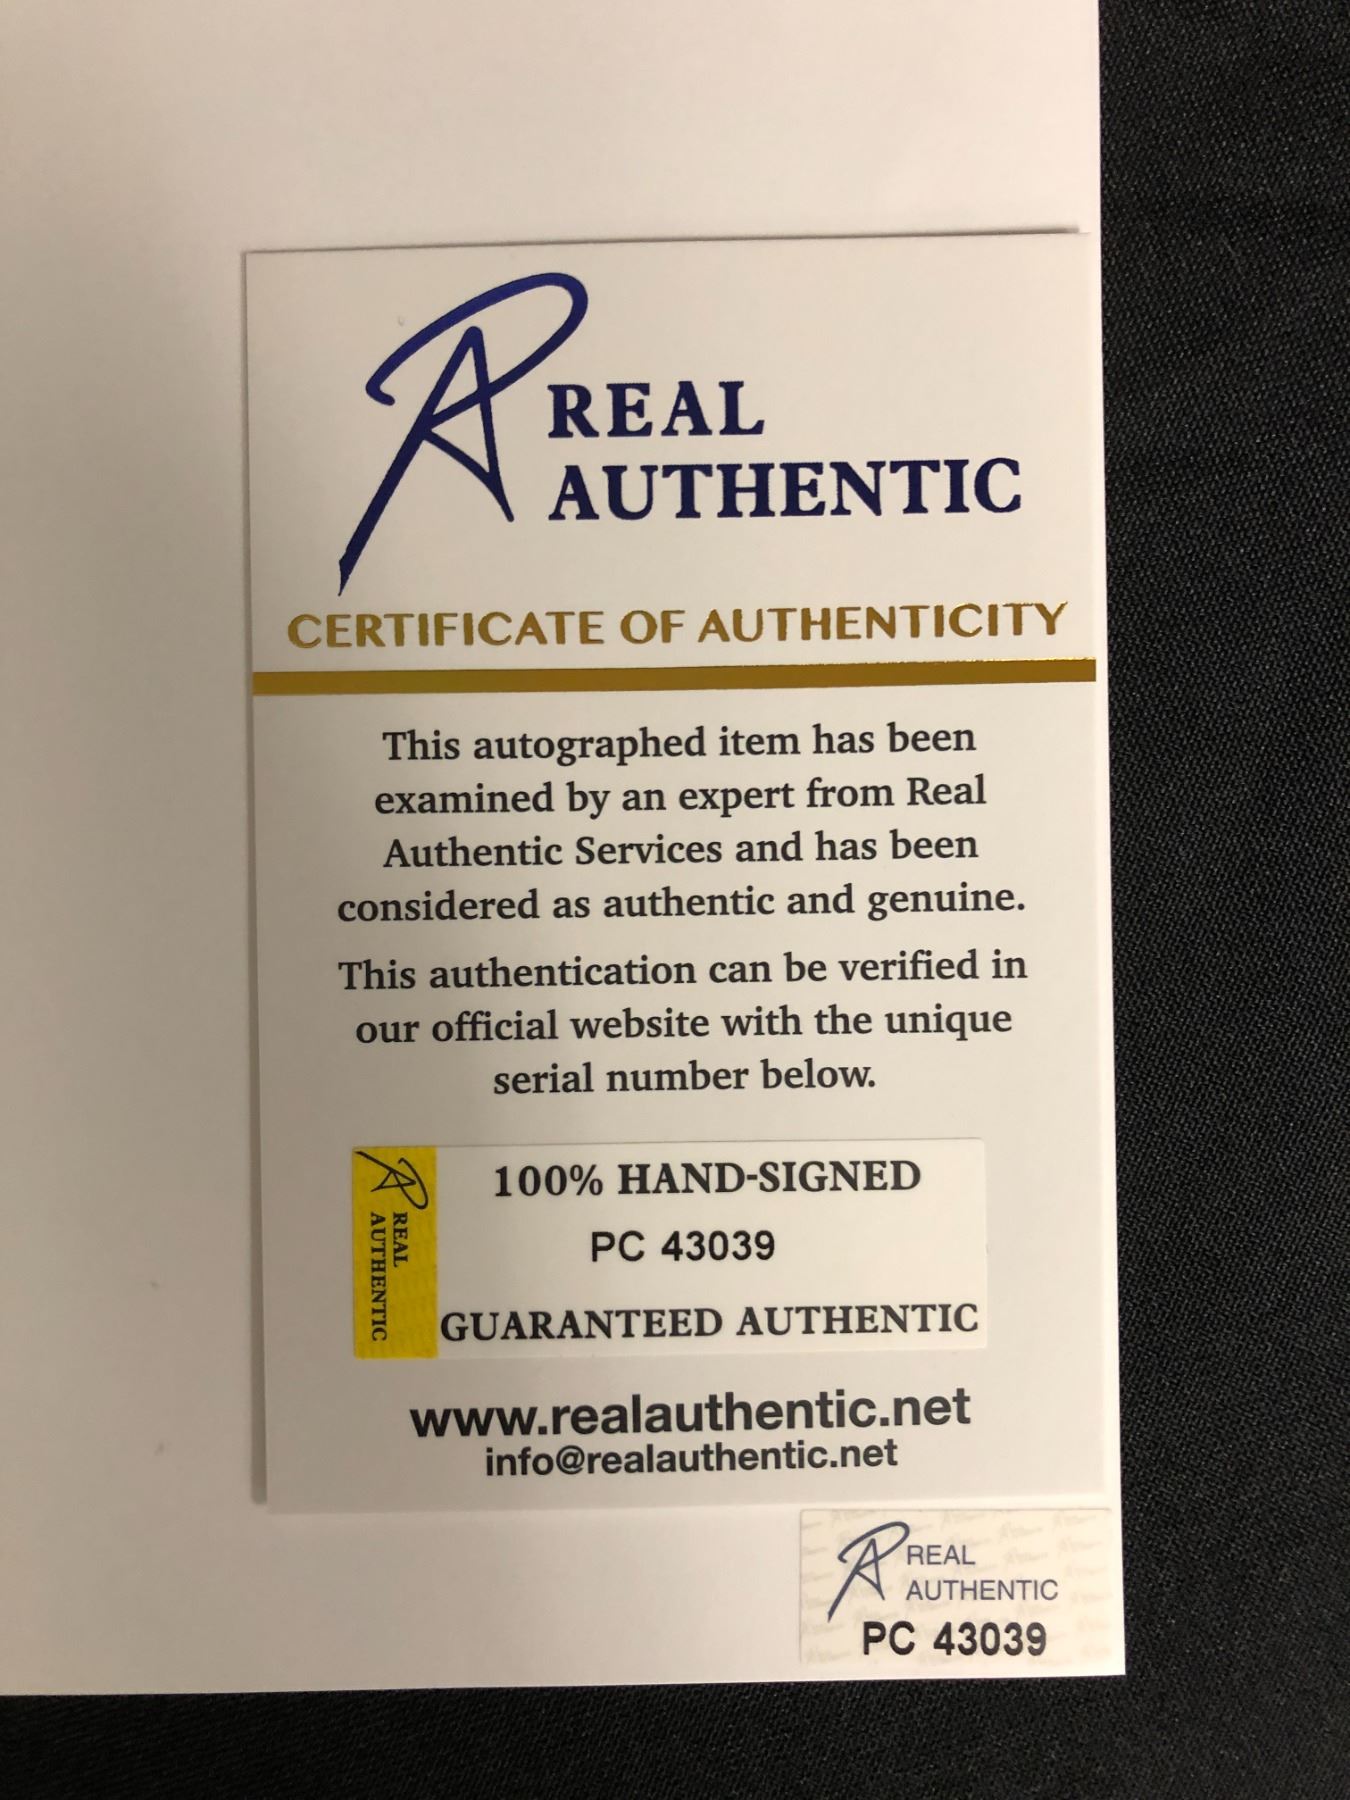 REAL
AUTHENTIC
CERTIFICATE OF AUTHENTICITY
This autographed item has been
examined by an expert from Real
Authentic Services and has been
considered as authentic and genuine.
This authentication can be verified in
our official website with the unique
serial number below.
REAL
AUTHENTIC
100% HAND-SIGNED
PC 43039
GUARANTEED AUTHENTIC
www.realauthentic.net
info@realauthentic.net
REAL
AUTHENTIC
PC 43039